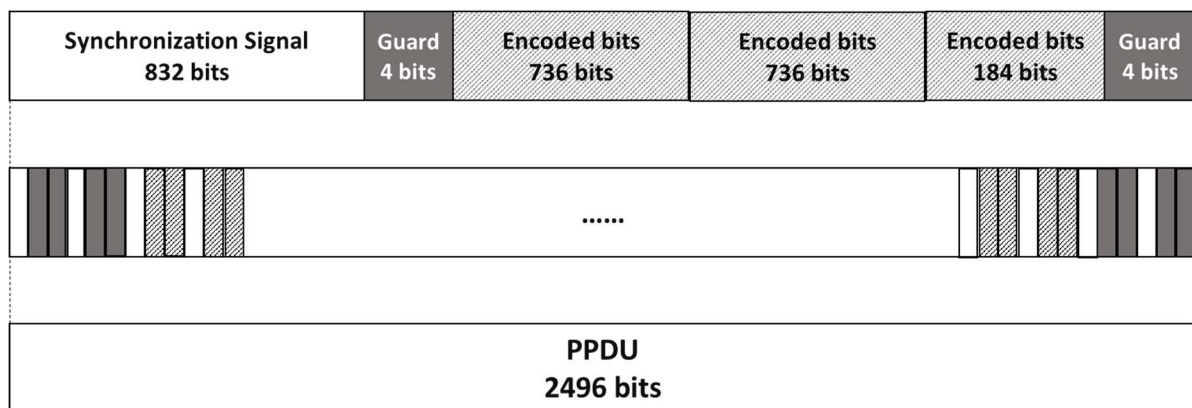 Synchronization Signal
832 bits
Guard
4 bits
Encoded bits
736 bits
Encoded bits
736 bits
Encoded bits
184 bits
Guard
4 bits
......
PPDU
2496 bits